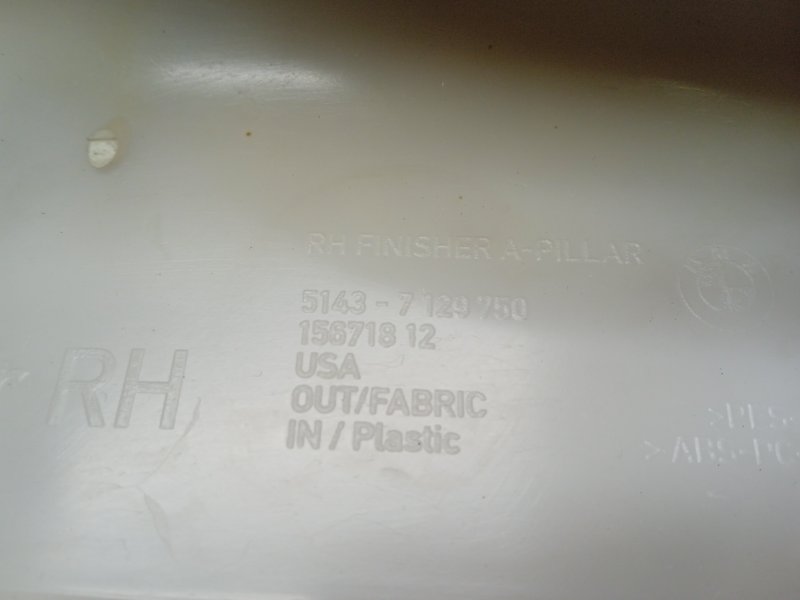 RH FINISHER A-PILLAR
5143 - 7 129 750
156718 12
USA
OUT/FABRIC
IN / Plastic
RH
>PES-
>ABS+PC